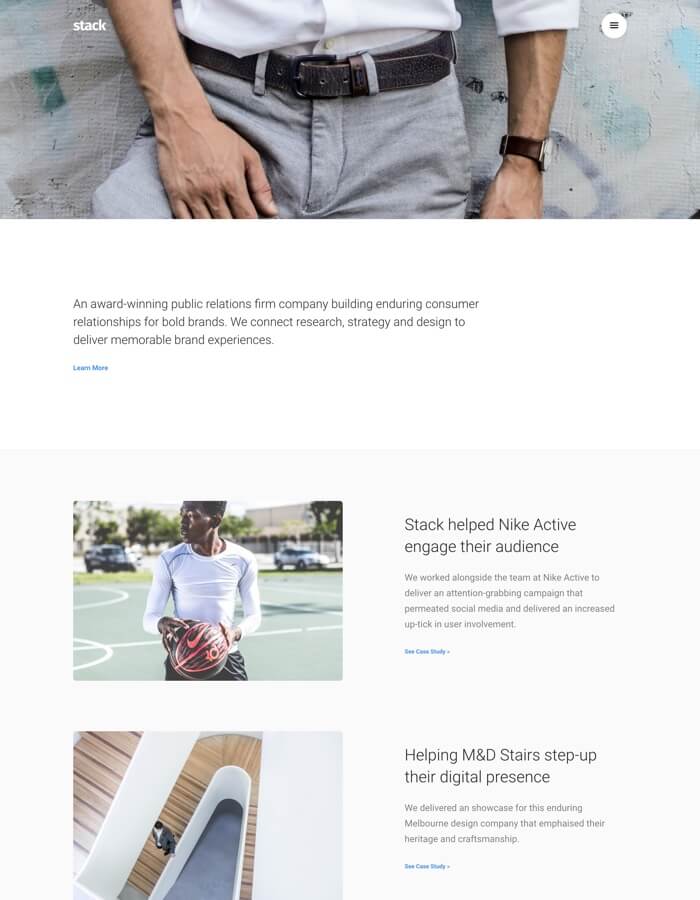 stack
An award-winning public relations firm company building enduring consumer
relationships for bold brands. We connect research, strategy and design to
deliver memorable brand experiences.
Learn More
Stack helped Nike Active
engage their audience
We worked alongside the team at Nike Active to
deliver an attention-grabbing campaign that
permeated social media and delivered an increased
up-tick in user involvement.
See Case Study >
Helping M&D Stairs step-up
their digital presence
We delivered an showcase for this enduring
Melbourne design company that emphaised their
heritage and craftsmanship.
See Case Study >